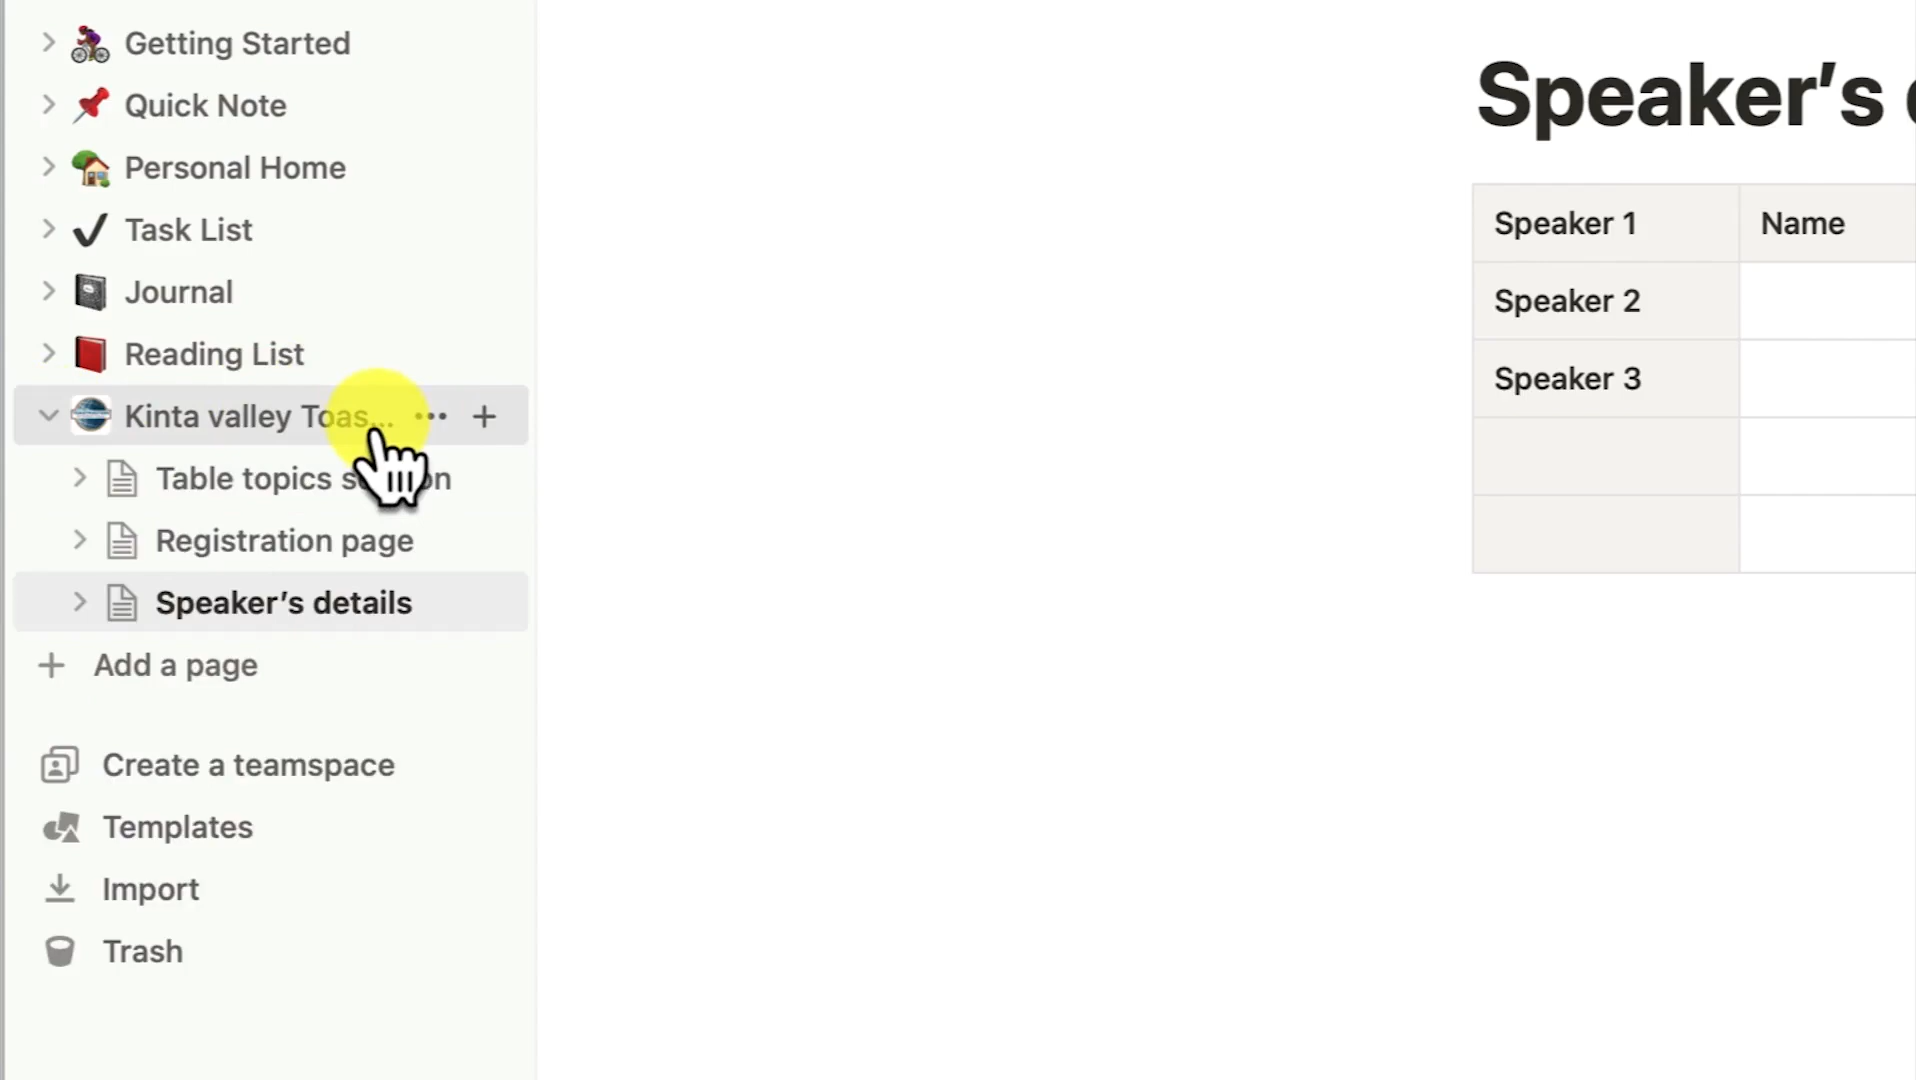 Getting Started
Quick Note
Personal Home
Task List
Journal
Reading List
Kinta valley Toas...
Table topics
Registration page
Speaker’s details
Add a page
Create a teamspace
Templates
Import
Trash
Speaker’s
Speaker 1 Name
Speaker 2
Speaker 3